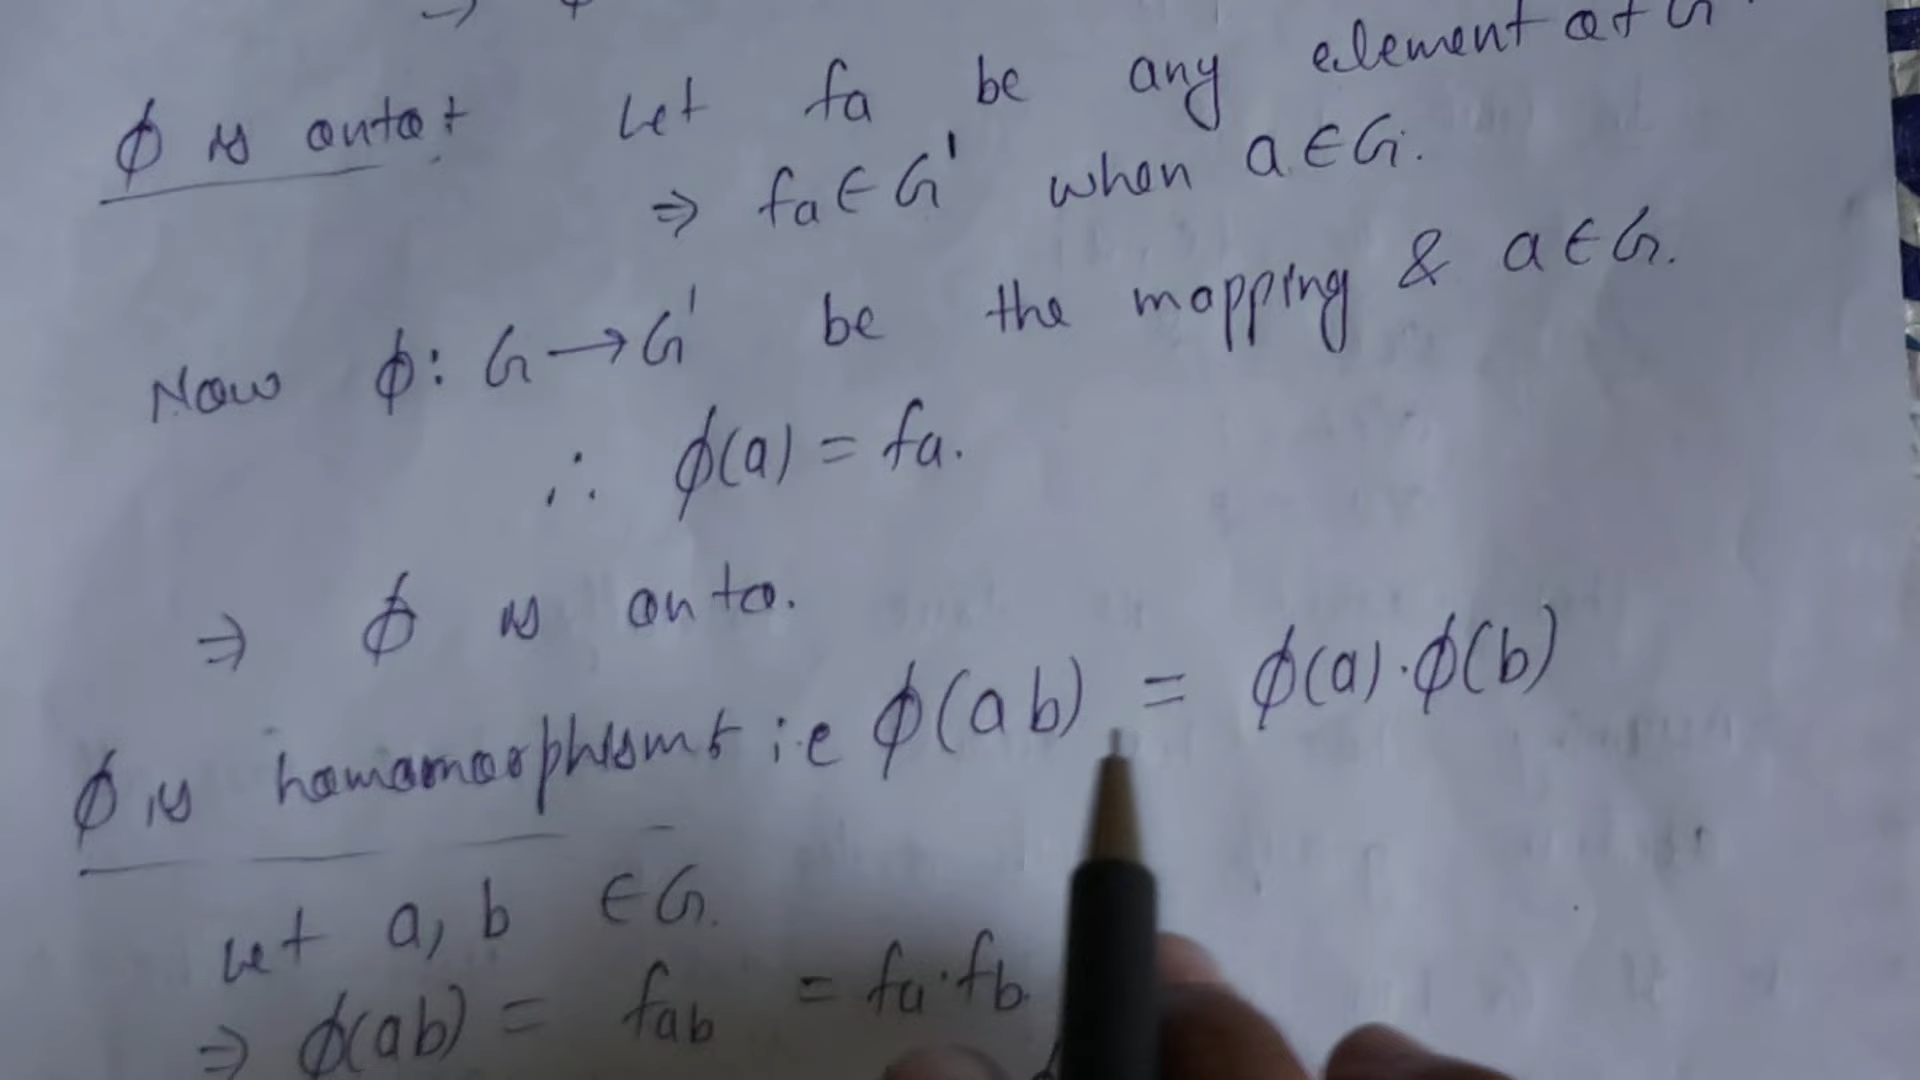 ϕ is onto: Let fa be any element of G'
⇒ fa ∈ G' when a ∈ G.
Now ϕ: G → G' be the mapping & a ∈ G.
∴ ϕ(a) = fa.
⇒ ϕ is onto.
ϕ is homomorphism: i.e ϕ(ab) = ϕ(a)·ϕ(b)
Let a, b ∈ G.
⇒ ϕ(ab) = fab = fa·fb